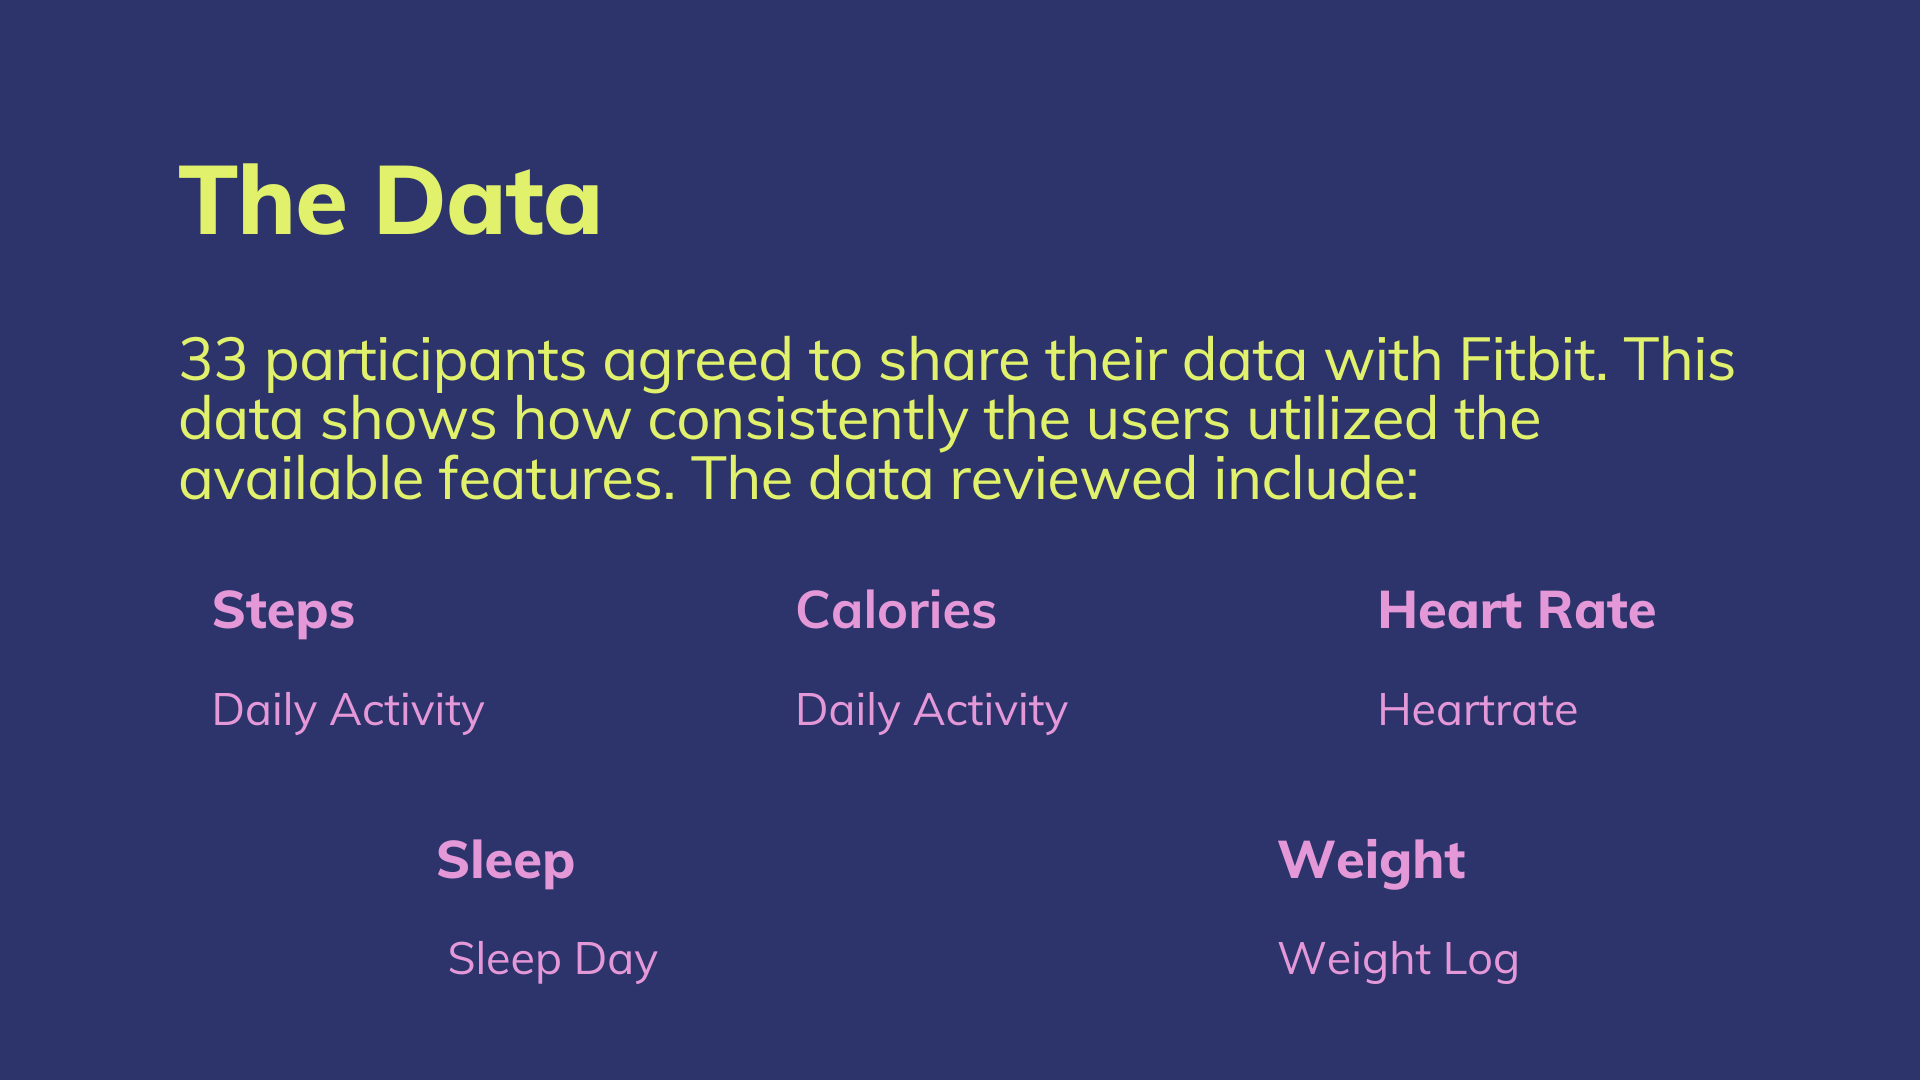 The Data
33 participants agreed to share their data with Fitbit. This
data shows how consistently the users utilized the
available features. The data reviewed include:
Steps
Daily Activity
Calories
Daily Activity
Heart Rate
Heartrate
Sleep
Sleep Day
Weight
Weight Log